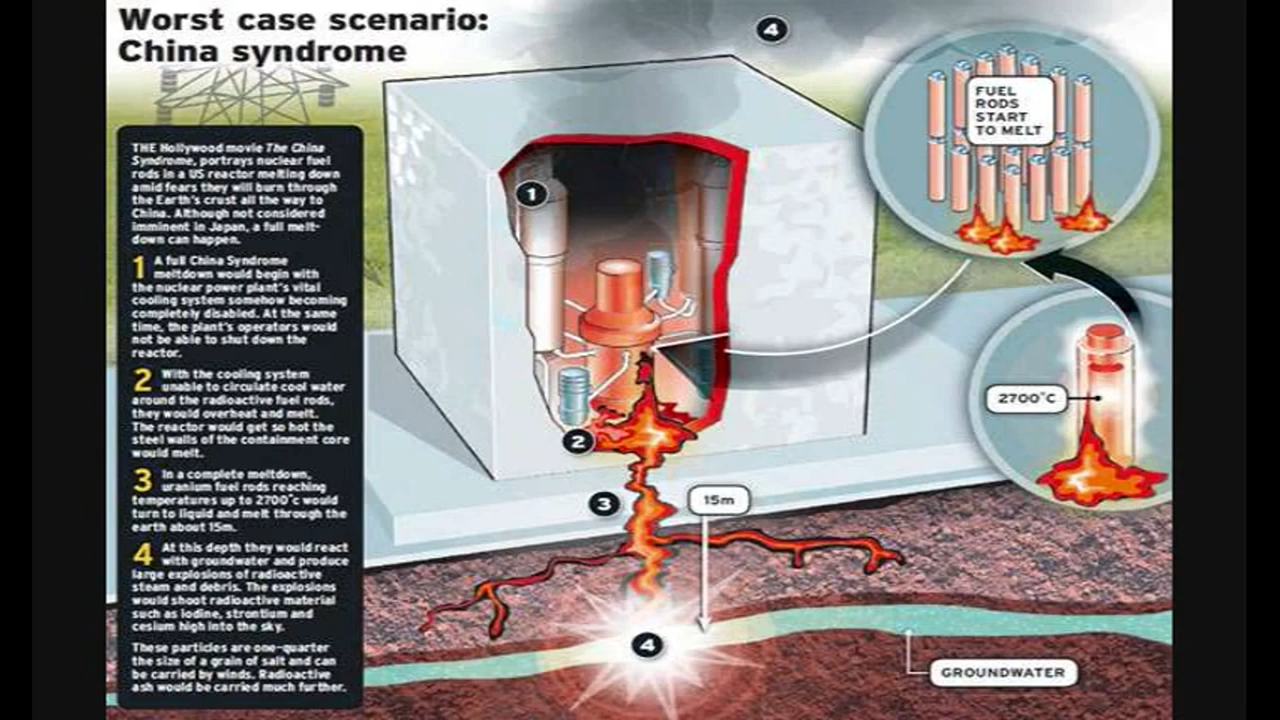 Worst case scenario:
China syndrome
THE Hollywood movie The China
Syndrome, portrays nuclear fuel
rods in a US reactor melting down
amid fears they will burn through
the Earth's crust all the way to
China. Although not considered
imminent in Japan, a full melt-
down can happen.
1 A full China Syndrome
meltdown would begin with
the nuclear power plant's vital
cooling system somehow becoming
completely disabled. At the same
time, the plant's operators would
not be able to shut down the
reactor.
2 With the cooling system
unable to circulate cool water
around the radioactive fuel rods,
they would overheat and melt.
The reactor would get so hot the
steel walls of the containment core
would melt.
3 In a complete meltdown,
uranium fuel rods reaching
temperatures up to 2700°c would
turn to liquid and melt through the
earth about 15m.
4 At this depth they would react
with groundwater and produce
large explosions of radioactive
steam and debris. The explosions
would shoot radioactive material
such as iodine, strontium and
cesium high into the sky.
These particles are one-quarter
the size of a grain of salt and can
be carried by winds. Radioactive
ash would be carried much further.
4
1
2
3
15m
4
FUEL
RODS
START
TO MELT
2700°C
GROUNDWATER